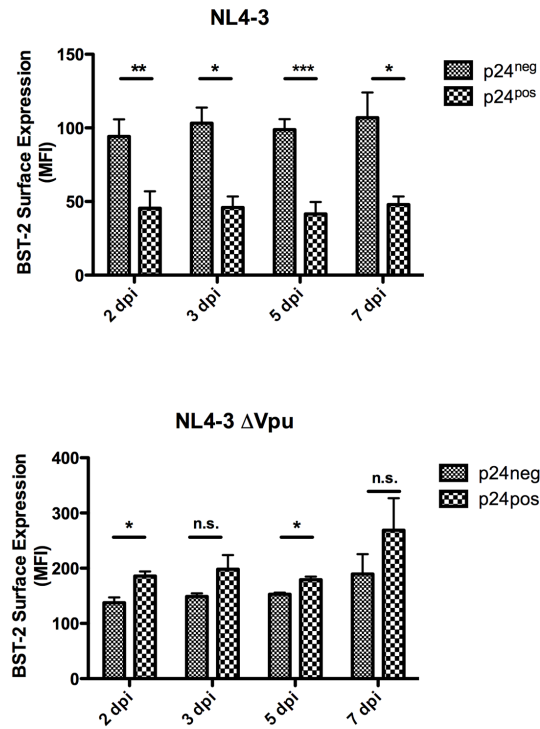 NL4-3
150
100
50
0
BST-2 Surface Expression
(MFI)
** * *** *
p24neg
p24pos
2 dpi 3 dpi 5 dpi 7 dpi
NL4-3 ΔVpu
400
300
200
100
0
BST-2 Surface Expression
(MFI)
* n.s. * n.s.
p24neg
p24pos
2 dpi 3 dpi 5 dpi 7 dpi